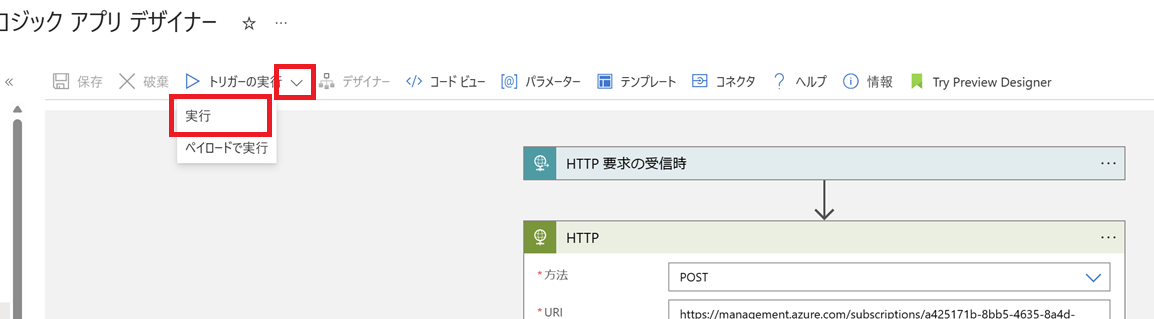 ロジック アプリ デザイナー ☆ …
« 保存 破棄 トリガーの実行 デザイナー </> コード ビュー [@] パラメーター テンプレート コネクタ ? ヘルプ 情報 Try Preview Designer
実行
ペイロードで実行
HTTP 要求の受信時 …
HTTP …
*方法 POST
*URI https://management.azure.com/subscriptions/a425171b-8bb5-4635-8a4d-